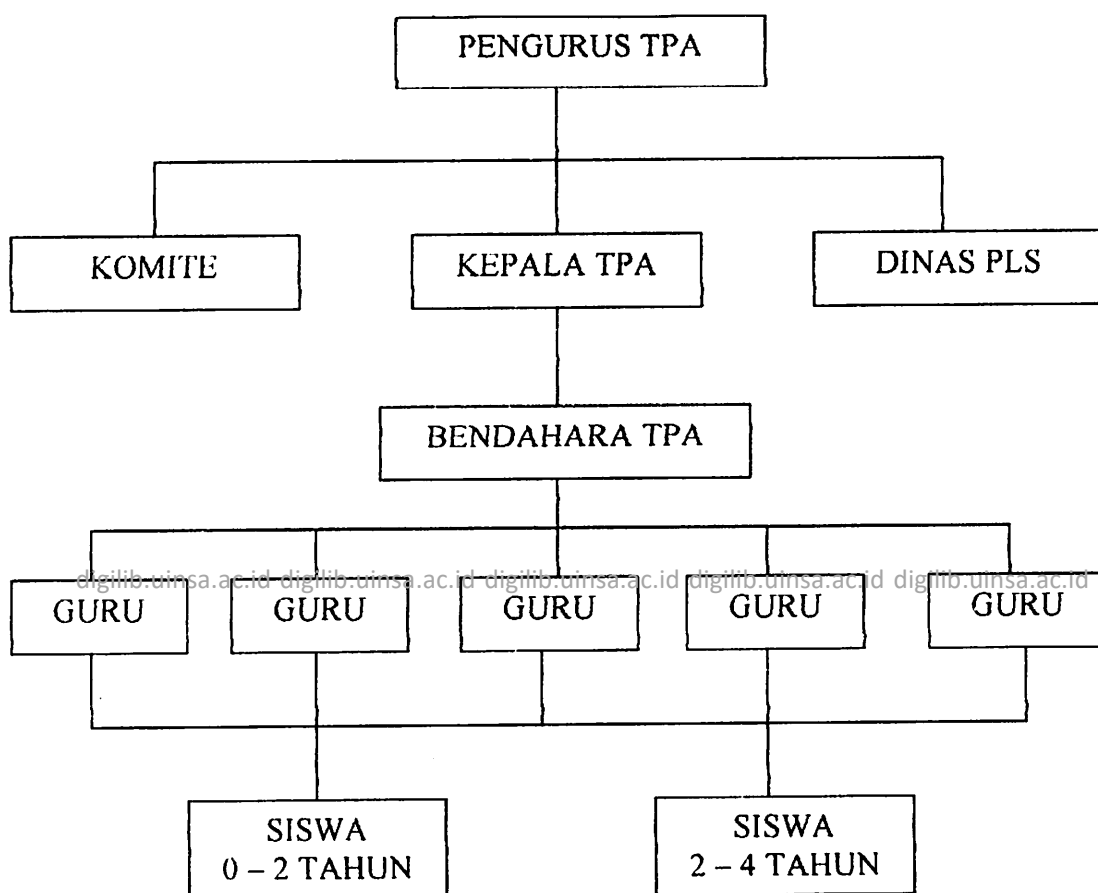 PENGURUS TPA
KOMITE
KEPALA TPA
DINAS PLS
BENDAHARA TPA
digilib.uinsa.ac.id digilib.uinsa.ac.id digilib.uinsa.ac.id digilib.uinsa.ac.id digilib.uinsa.ac.id
GURU
GURU
GURU
GURU
GURU
SISWA
0 – 2 TAHUN
SISWA
2 – 4 TAHUN